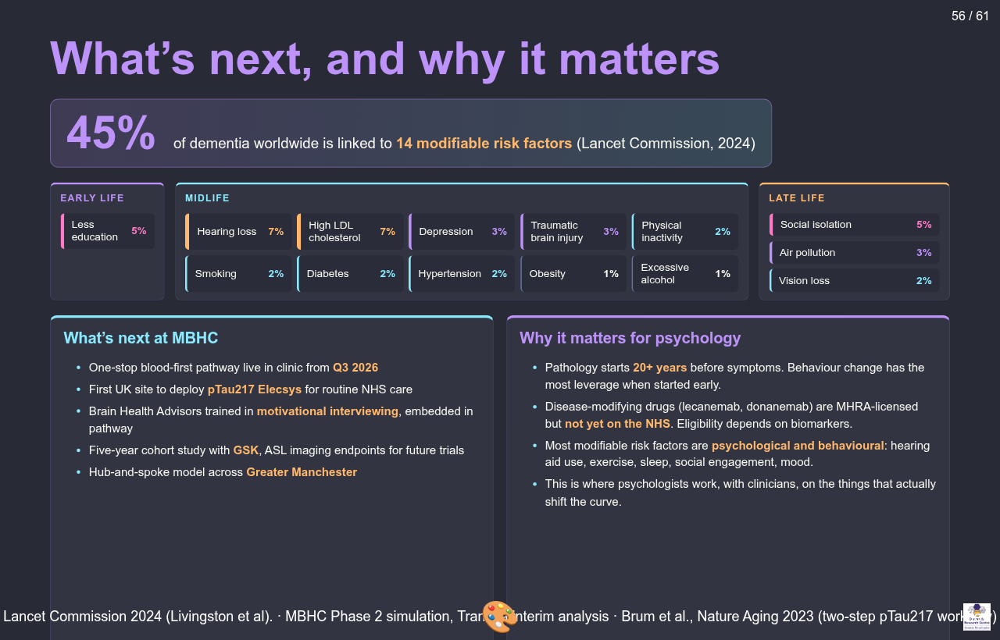 56 / 61
What’s next, and why it matters
45% of dementia worldwide is linked to 14 modifiable risk factors (Lancet Commission, 2024)
EARLY LIFE
Less
education 5%
MIDLIFE
Hearing loss 7%
High LDL
cholesterol 7%
Depression 3%
Traumatic
brain injury 3%
Physical
inactivity 2%
Smoking 2%
Diabetes 2%
Hypertension 2%
Obesity 1%
Excessive
alcohol 1%
LATE LIFE
Social isolation 5%
Air pollution 3%
Vision loss 2%
What’s next at MBHC
• One-stop blood-first pathway live in clinic from Q3 2026
• First UK site to deploy pTau217 Elecsys for routine NHS care
• Brain Health Advisors trained in motivational interviewing, embedded in
pathway
• Five-year cohort study with GSK, ASL imaging endpoints for future trials
• Hub-and-spoke model across Greater Manchester
Why it matters for psychology
• Pathology starts 20+ years before symptoms. Behaviour change has the
most leverage when started early.
• Disease-modifying drugs (lecanemab, donanemab) are MHRA-licensed
but not yet on the NHS. Eligibility depends on biomarkers.
• Most modifiable risk factors are psychological and behavioural: hearing
aid use, exercise, sleep, social engagement, mood.
• This is where psychologists work, with clinicians, on the things that actually
shift the curve.
Lancet Commission 2024 (Livingston et al). · MBHC Phase 2 simulation, interim analysis · Brum et al., Nature Aging 2023 (two-step pTau217